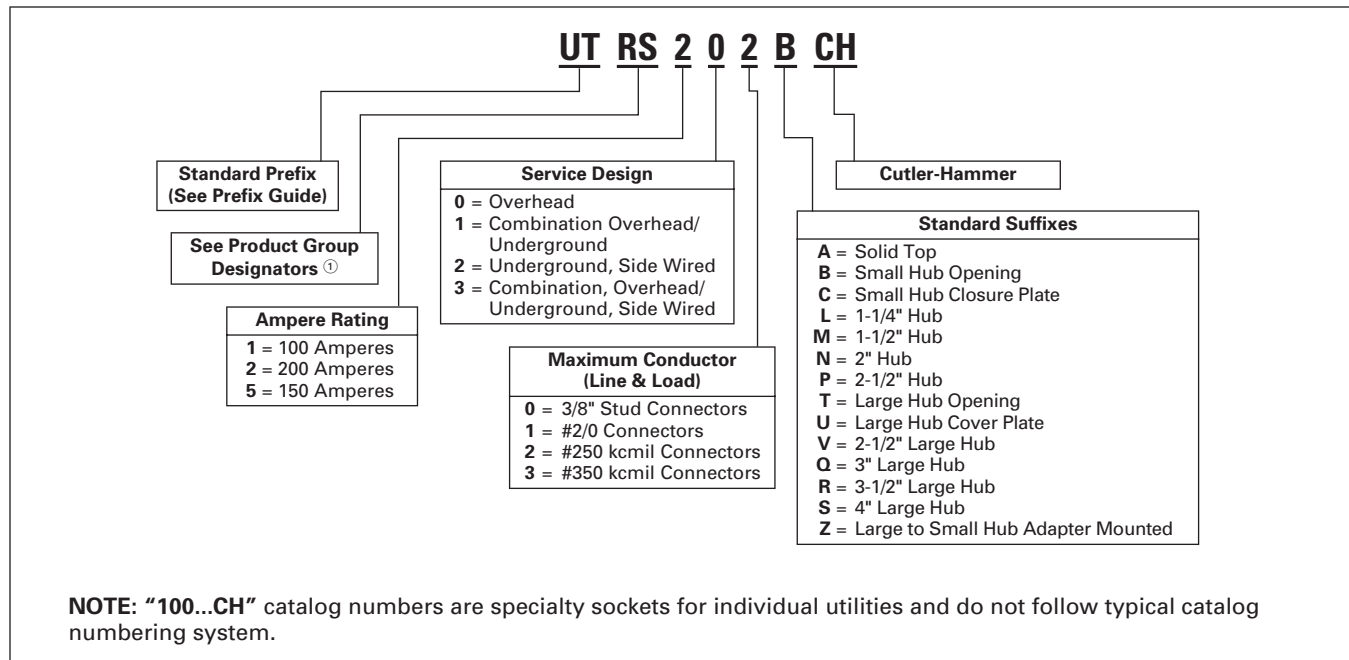 UT RS 2 0 2 B CH
Standard Prefix
(See Prefix Guide)
See Product Group
Designators ①
Ampere Rating
1 = 100 Amperes
2 = 200 Amperes
5 = 150 Amperes
Service Design
0 = Overhead
1 = Combination Overhead/
Underground
2 = Underground, Side Wired
3 = Combination, Overhead/
Underground, Side Wired
Maximum Conductor
(Line & Load)
0 = 3/8" Stud Connectors
1 = #2/0 Connectors
2 = #250 kcmil Connectors
3 = #350 kcmil Connectors
Cutler-Hammer
Standard Suffixes
A = Solid Top
B = Small Hub Opening
C = Small Hub Closure Plate
L = 1-1/4" Hub
M = 1-1/2" Hub
N = 2" Hub
P = 2-1/2" Hub
T = Large Hub Opening
U = Large Hub Cover Plate
V = 2-1/2" Large Hub
Q = 3" Large Hub
R = 3-1/2" Large Hub
S = 4" Large Hub
Z = Large to Small Hub Adapter Mounted
NOTE: “100...CH” catalog numbers are specialty sockets for individual utilities and do not follow typical catalog
numbering system.